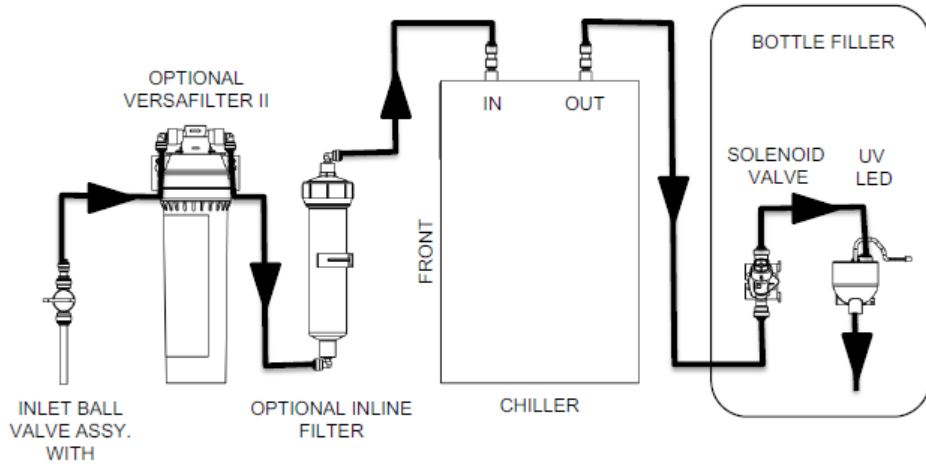 BOTTLE FILLER
OPTIONAL
VERSAFILTER II
IN
OUT
SOLENOID
VALVE
UV
LED
FRONT
INLET BALL
VALVE ASSY.
WITH
OPTIONAL INLINE
FILTER
CHILLER